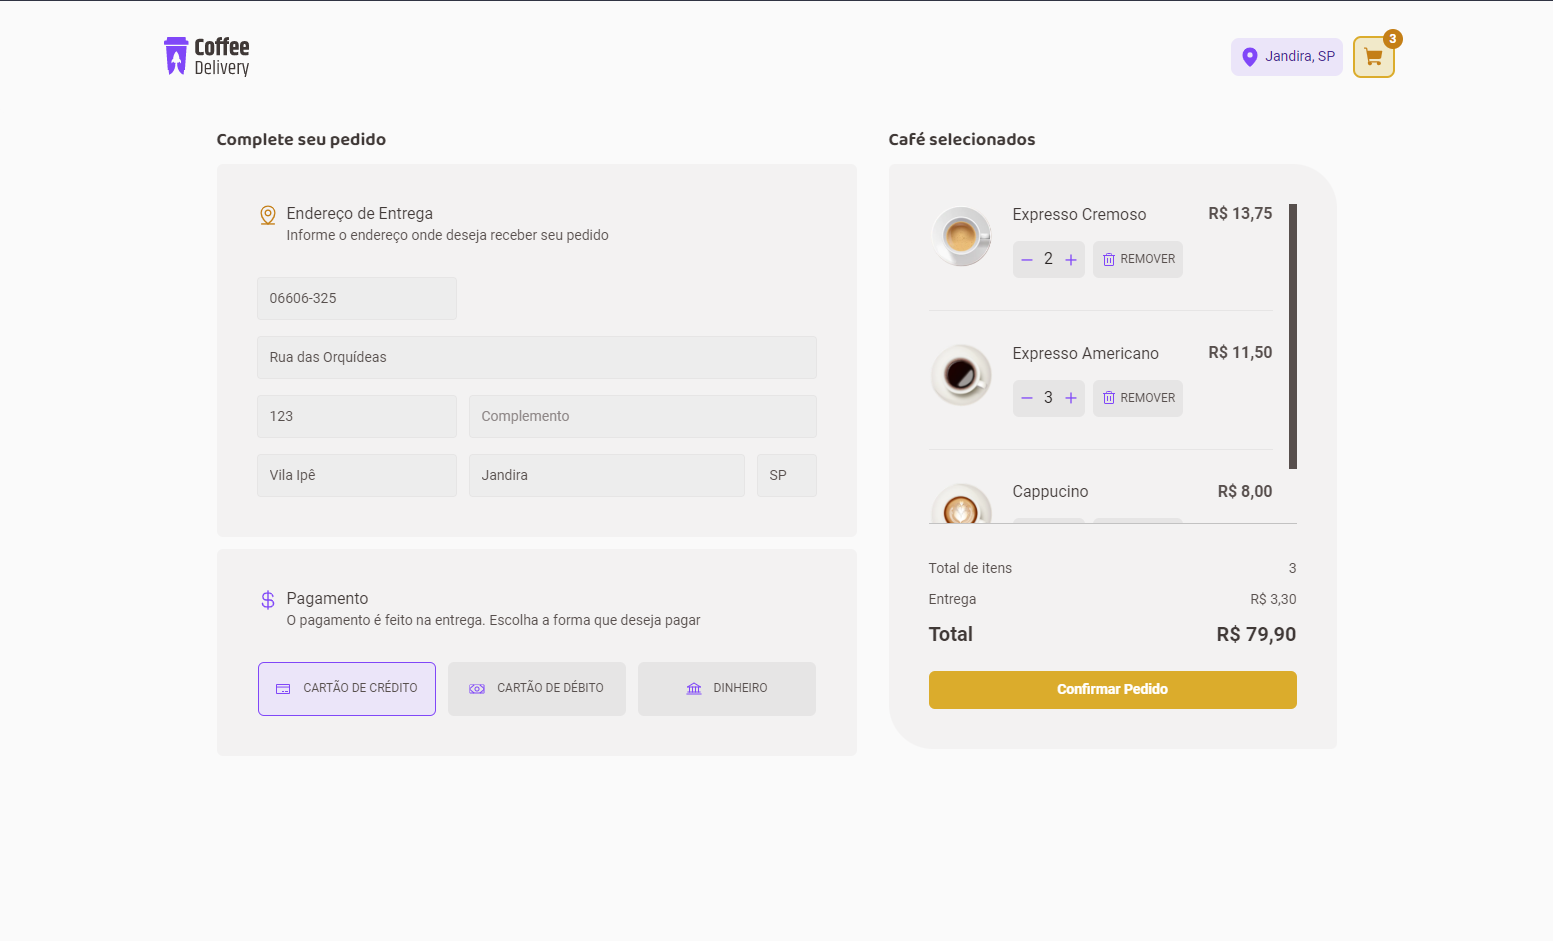 Coffee
Delivery
Jandira, SP
3
Complete seu pedido
Endereço de Entrega
Informe o endereço onde deseja receber seu pedido
06606-325
Rua das Orquídeas
123
Complemento
Vila Ipê
Jandira
SP
Pagamento
O pagamento é feito na entrega. Escolha a forma que deseja pagar
CARTÃO DE CRÉDITO
CARTÃO DE DÉBITO
DINHEIRO
Café selecionados
Expresso Cremoso
R$ 13,75
2
REMOVER
Expresso Americano
R$ 11,50
3
REMOVER
Cappucino
R$ 8,00
Total de itens
3
Entrega
R$ 3,30
Total
R$ 79,90
Confirmar Pedido